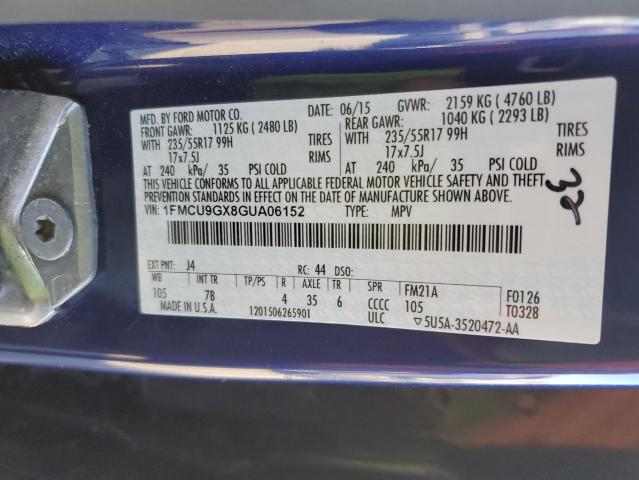 MFD. BY FORD MOTOR CO. DATE: 06/15 GVWR: 2159 KG ( 4760 LB)
FRONT GAWR: 1125 KG ( 2480 LB) REAR GAWR: 1040 KG ( 2293 LB)
WITH 235/55R17 99H TIRES WITH 235/55R17 99H TIRES
17x7.5J RIMS 17x7.5J RIMS
AT 240 kPa/ 35 PSI COLD AT 240 kPa/ 35 PSI COLD
THIS VEHICLE CONFORMS TO ALL APPLICABLE FEDERAL MOTOR VEHICLE SAFETY AND THEFT
PREVENTION STANDARDS IN EFFECT ON THE DATE OF MANUFACTURE SHOWN ABOVE.
VIN: 1FMCU9GX8GUA06152 TYPE: MPV
EXT PNT: J4 RC: 44 DSO:
WB INT TR TP/PS R AXLE TR SPR FM21A F0126
105 7B 4 35 6 CCCC 105 T0328
MADE IN U.S.A. 1201506265901 ULC ▽5U5A-3520472-AA